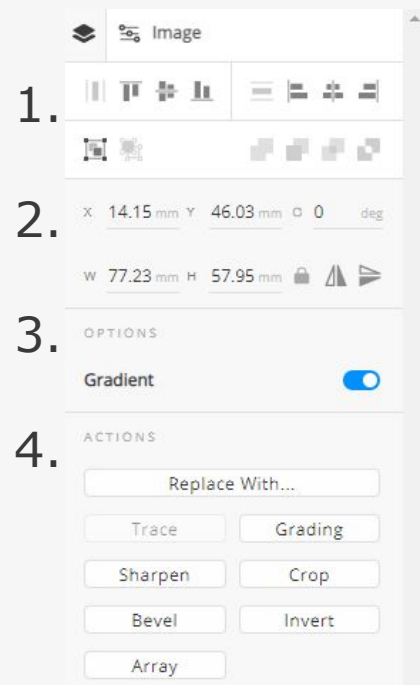 Image
1.
2.
X 14.15 mm Y 46.03 mm 0 deg
W 77.23 mm H 57.95 mm
3.
OPTIONS
Gradient
4.
ACTIONS
Replace With...
Trace Grading
Sharpen Crop
Bevel Invert
Array